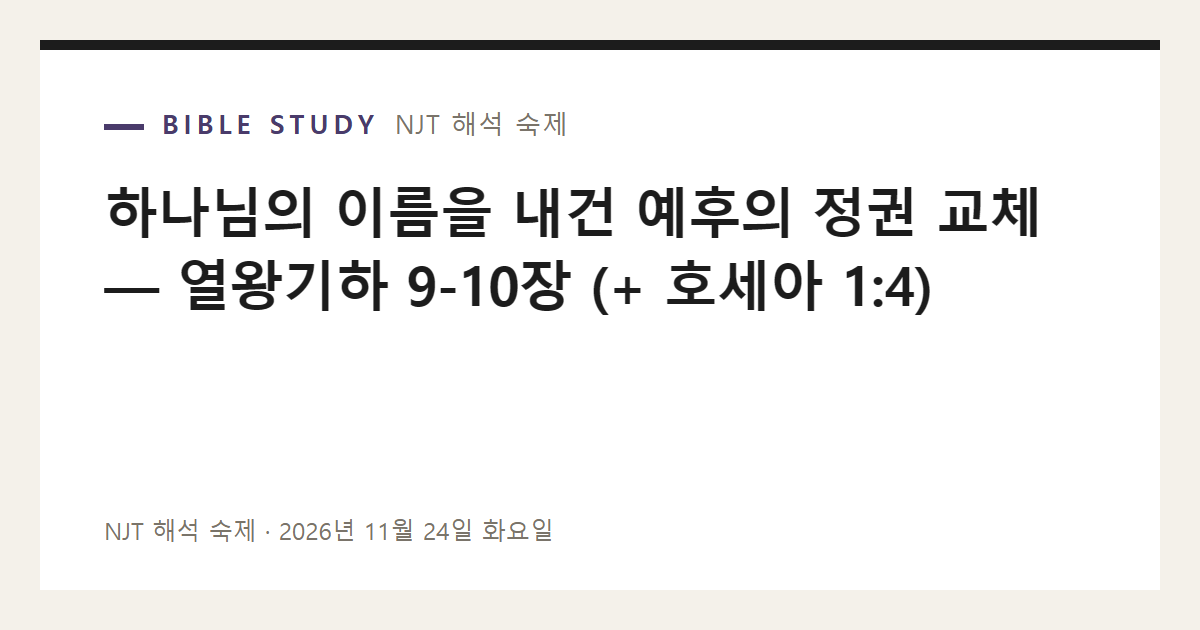 BIBLE STUDY NJT 해석 숙제
하나님의 이름을 내건 예후의 정권 교체
— 열왕기하 9-10장 (+ 호세아 1:4)
NJT 해석 숙제 · 2026년 11월 24일 화요일